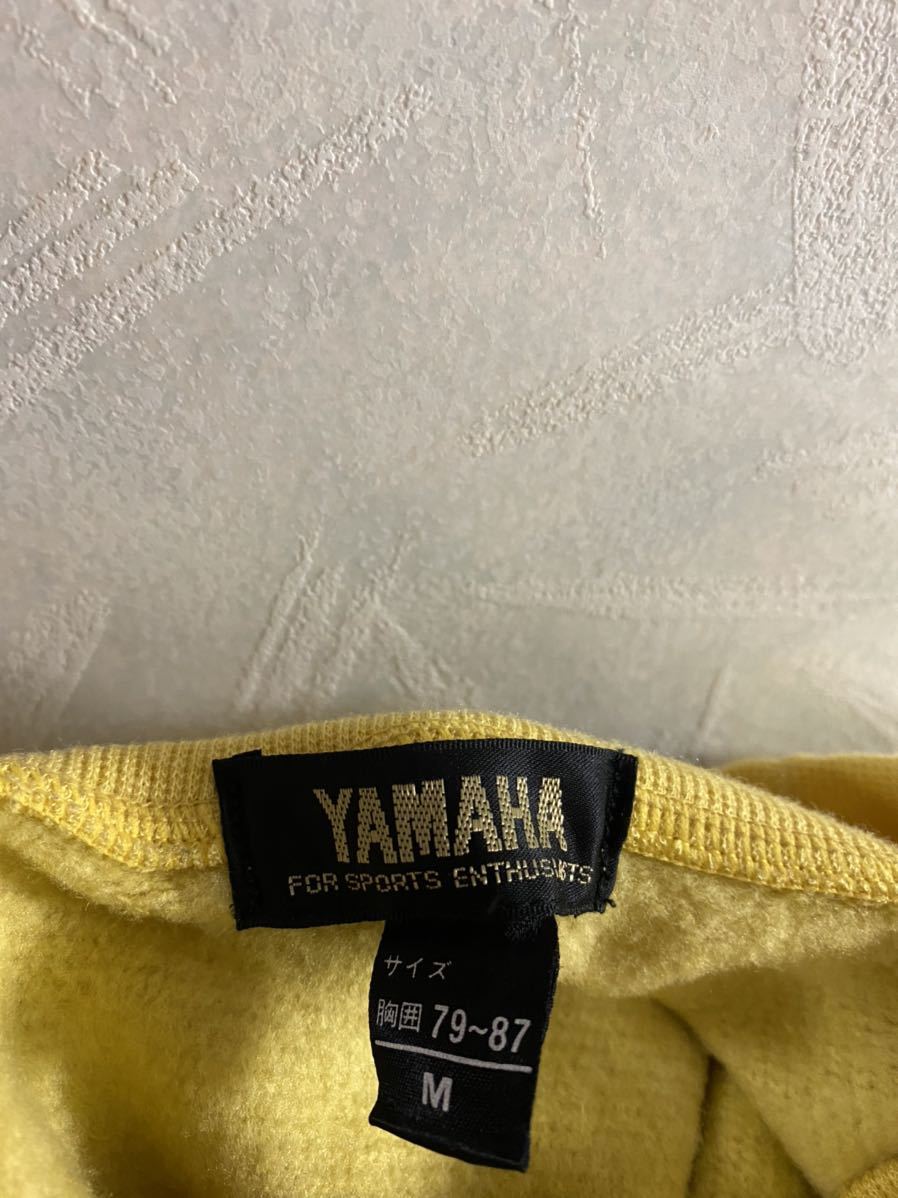 YAMAHA
FOR SPORTS ENTHUSIASTS
サイズ
胸囲 79~87
M